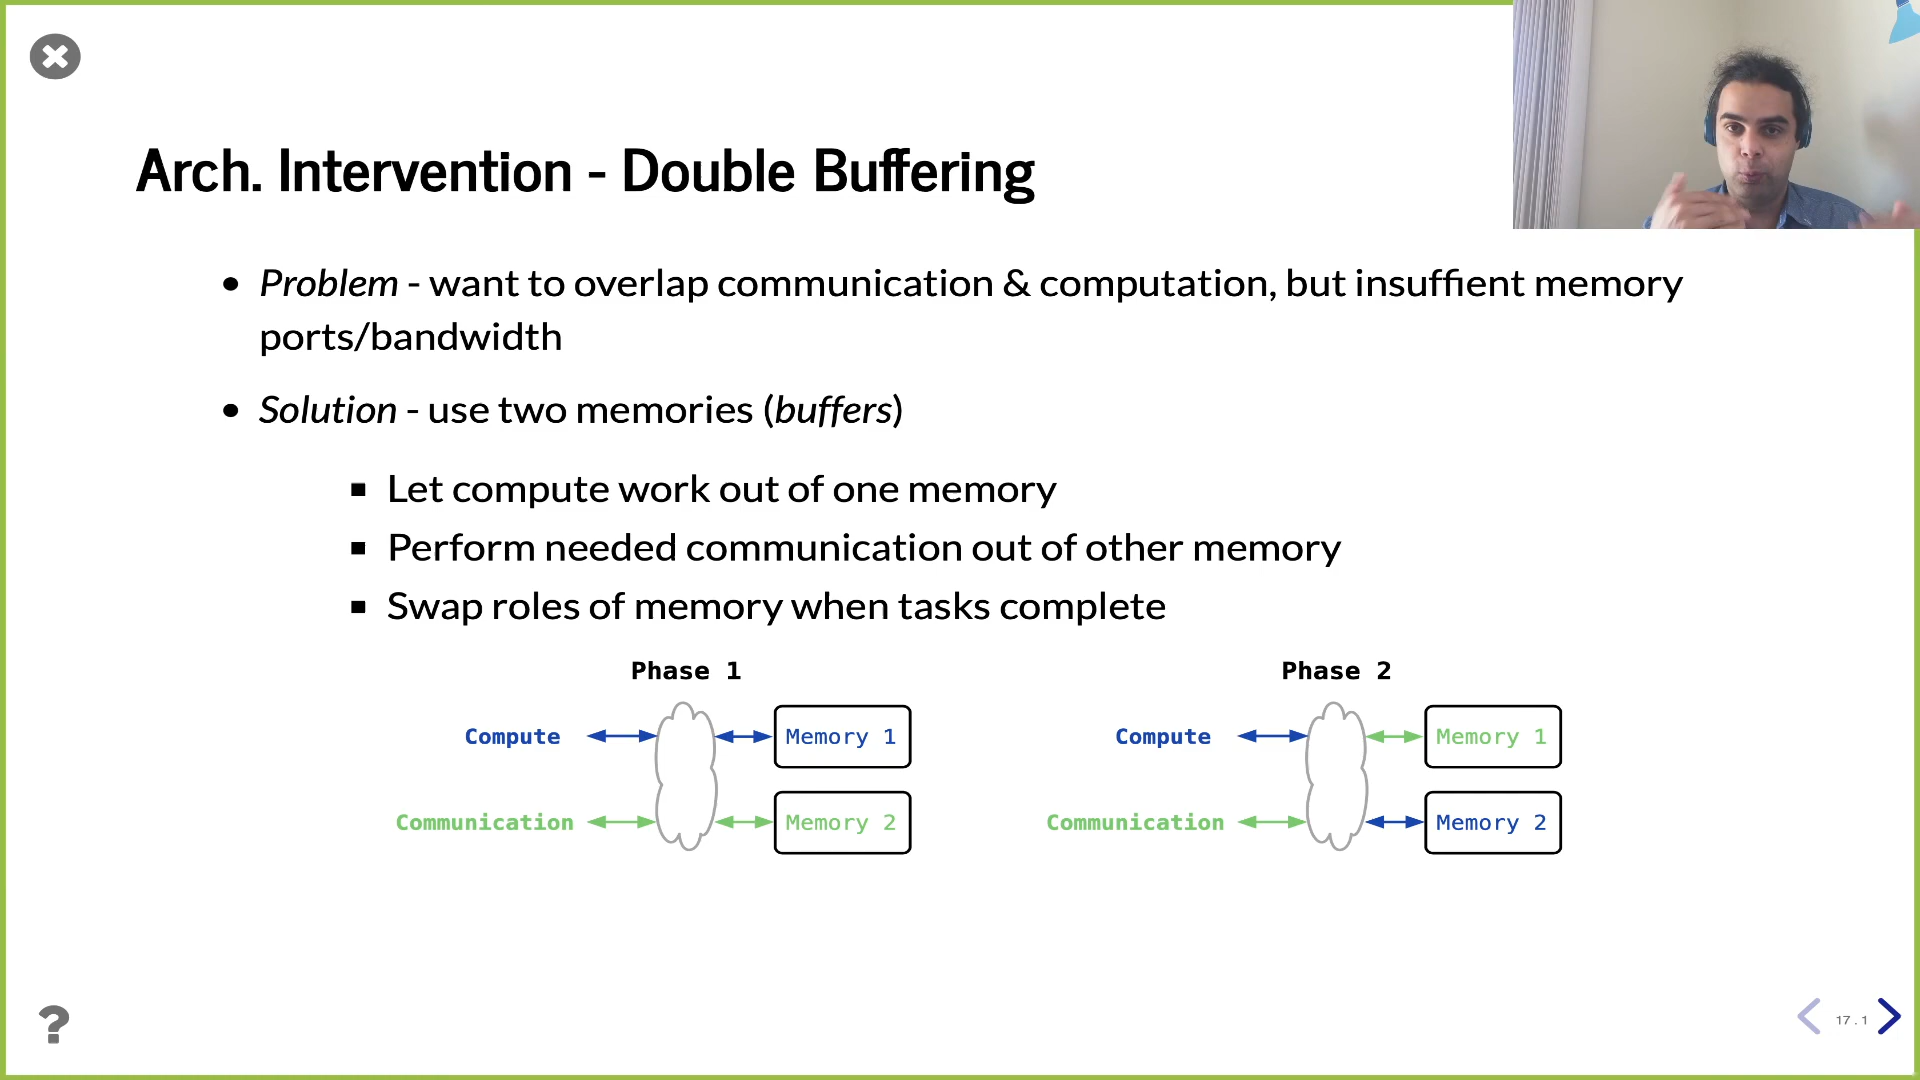 Arch. Intervention - Double Buffering
• Problem - want to overlap communication & computation, but insuffient memory
ports/bandwidth
• Solution - use two memories (buffers)
▪ Let compute work out of one memory
▪ Perform needed communication out of other memory
▪ Swap roles of memory when tasks complete
Phase 1
Compute
Memory 1
Communication
Memory 2
Phase 2
Compute
Memory 1
Communication
Memory 2
?
17.1